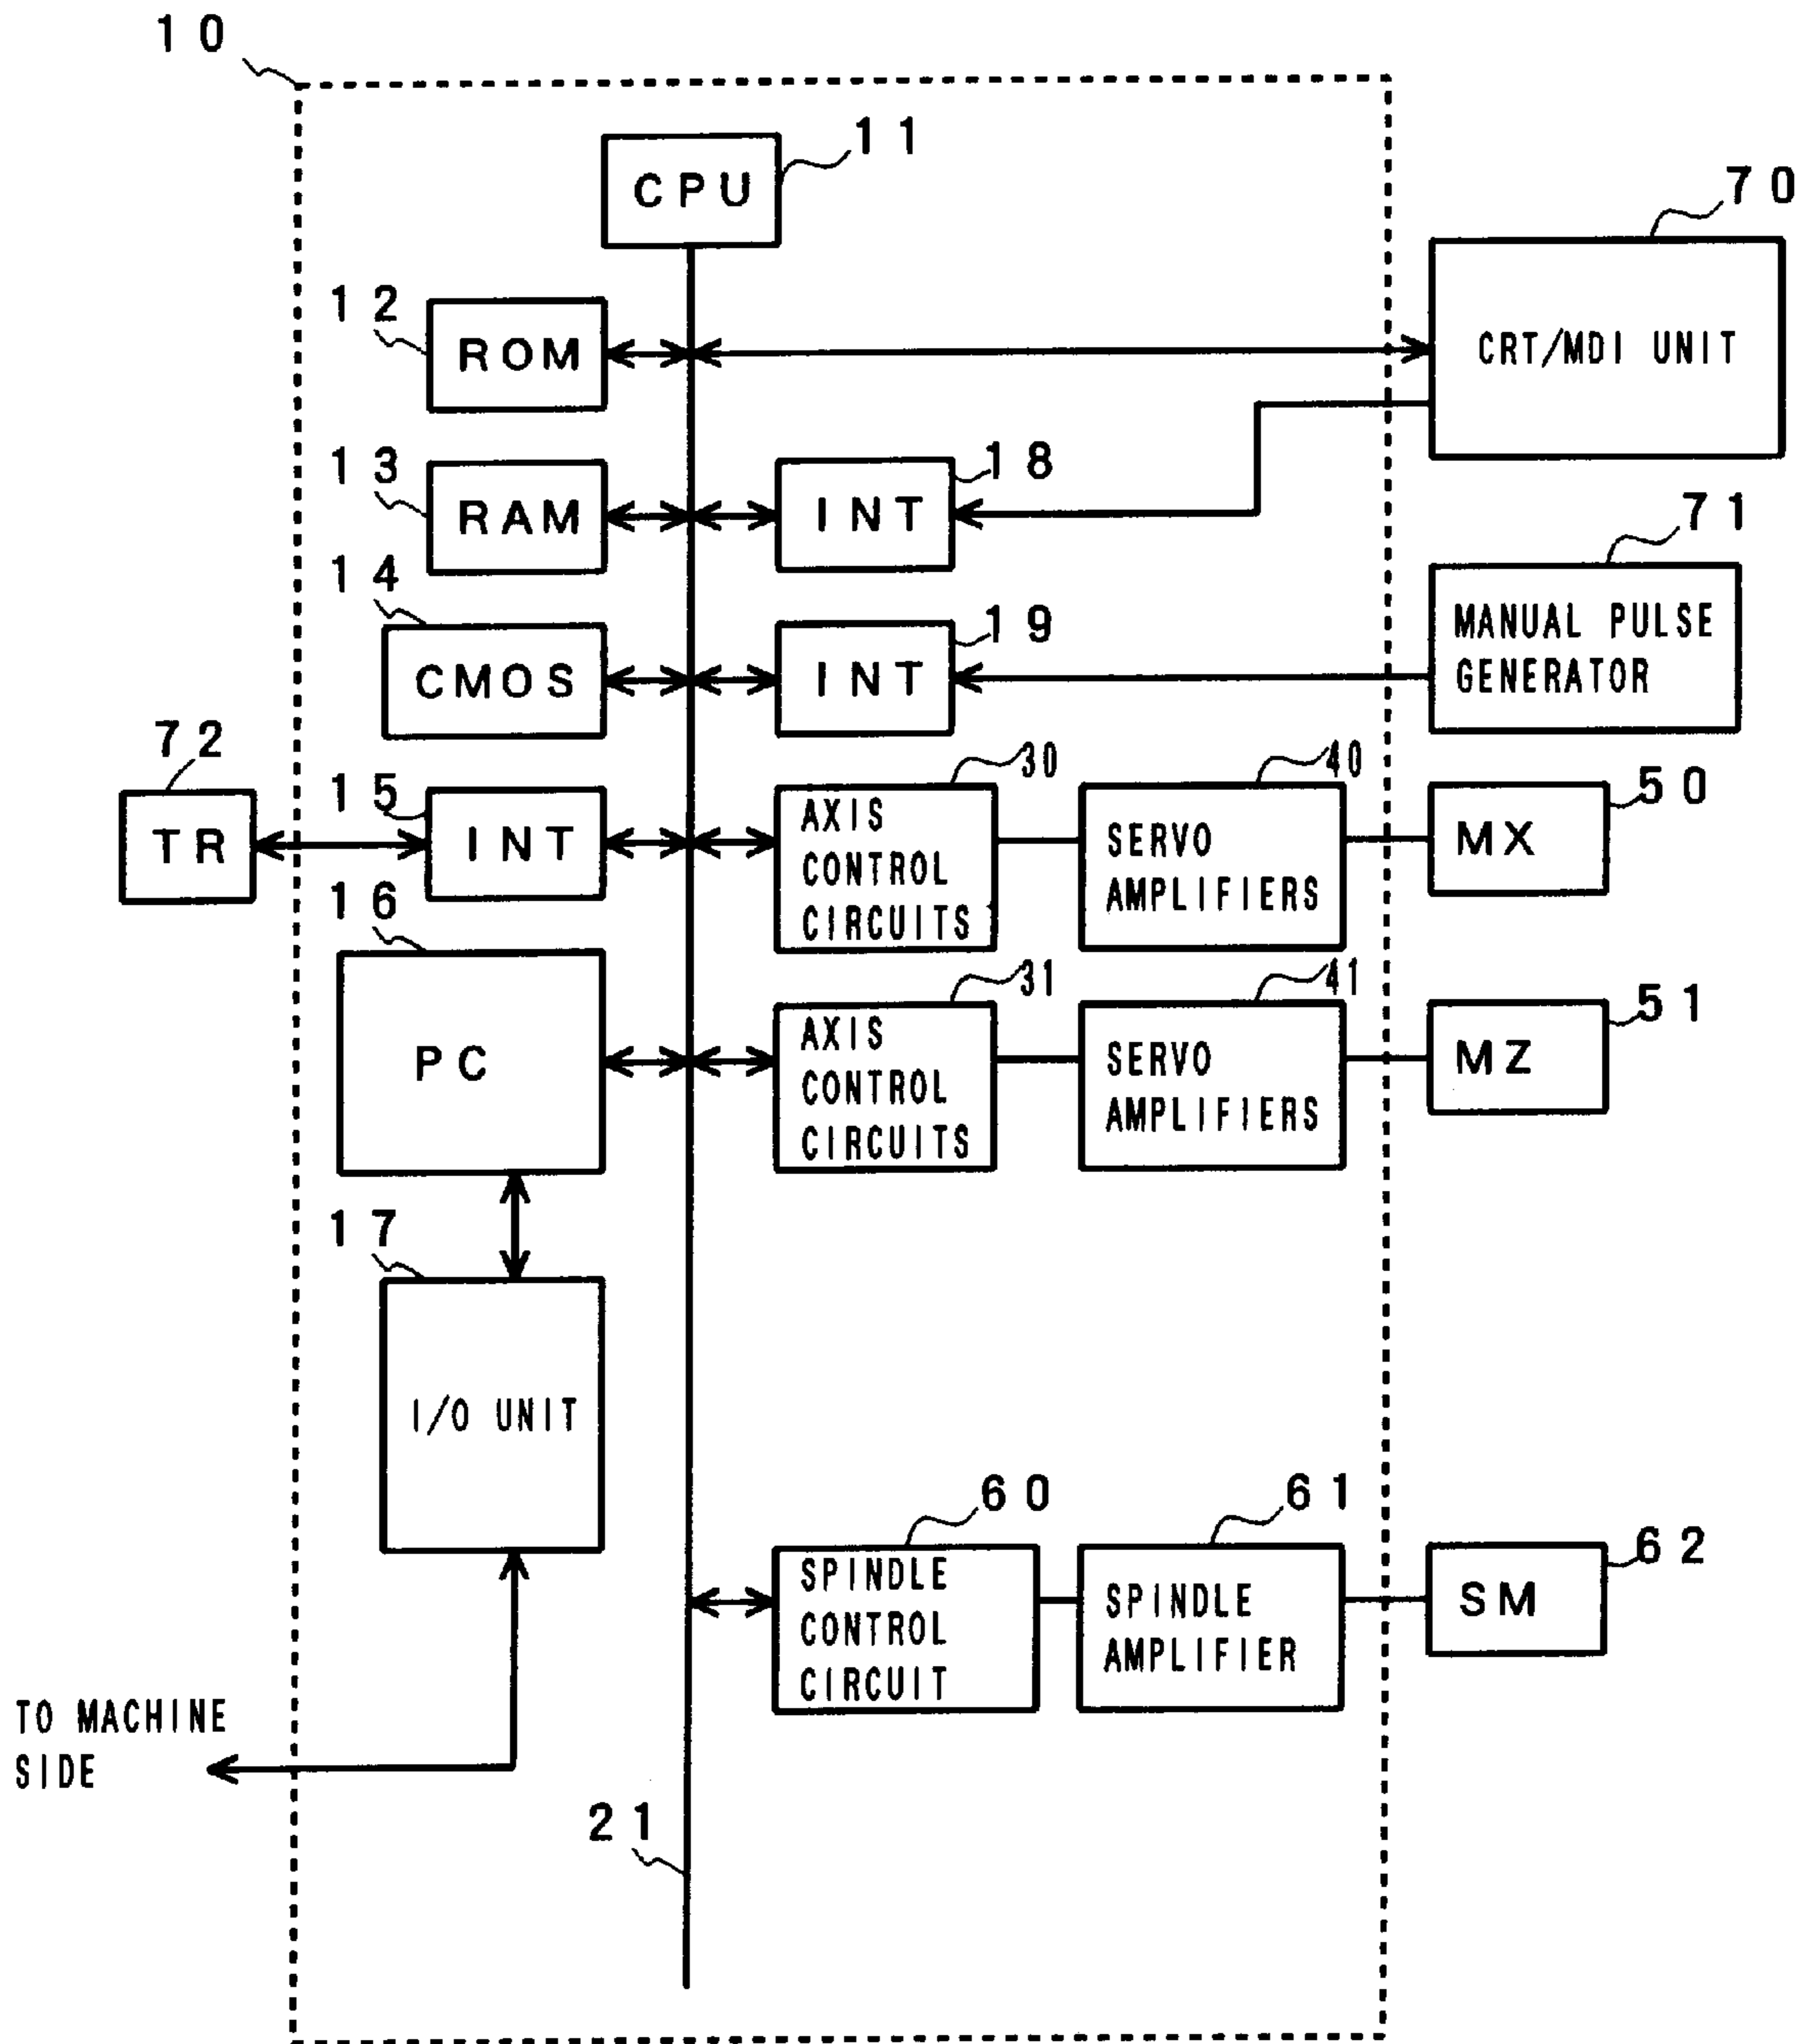 10
11
CPU
70
12
ROM
CRT/MDI UNIT
13
RAM
18
INT
71
14
CMOS
19
INT
MANUAL PULSE
GENERATOR
72
TR
15
INT
30
AXIS
CONTROL
CIRCUITS
40
SERVO
AMPLIFIERS
50
MX
16
PC
31
AXIS
CONTROL
CIRCUITS
41
SERVO
AMPLIFIERS
51
MZ
17
I/O UNIT
60
SPINDLE
CONTROL
CIRCUIT
61
SPINDLE
AMPLIFIER
62
SM
TO MACHINE
SIDE
21